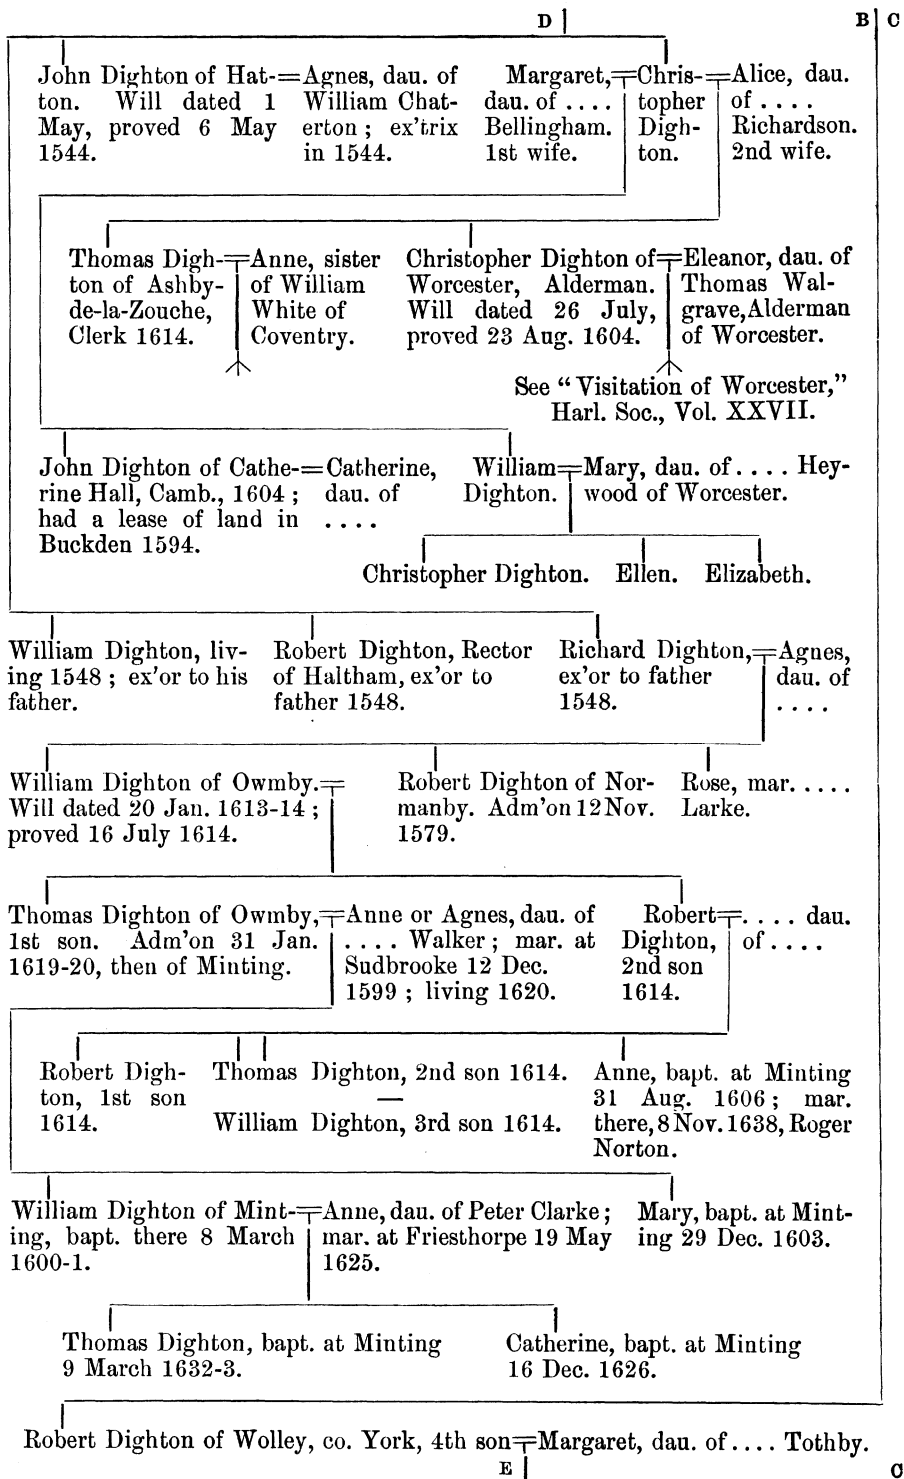 D B C
John Dighton of Hat-=Agnes, dau. of
ton. Will dated 1 William Chat-
May, proved 6 May erton ; ex'trix
1544. in 1544.
Margaret,=Chris-=Alice, dau.
dau. of .... topher of ....
Bellingham. Digh- Richardson.
1st wife. ton. 2nd wife.
Thomas Digh-=Anne, sister
ton of Ashby- of William
de-la-Zouche, White of
Clerk 1614. Coventry.
Christopher Dighton of=Eleanor, dau. of
Worcester, Alderman. Thomas Wal-
Will dated 26 July, grave, Alderman
proved 23 Aug. 1604. of Worcester.
See “Visitation of Worcester,”
Harl. Soc., Vol. XXVII.
John Dighton of Cathe-=Catherine,
rine Hall, Camb., 1604 ; dau. of
had a lease of land in ....
Buckden 1594.
William=Mary, dau. of .... Hey-
Dighton. wood of Worcester.
Christopher Dighton. Ellen. Elizabeth.
William Dighton, liv-
ing 1548 ; ex'or to his
father.
Robert Dighton, Rector
of Haltham, ex'or to
father 1548.
Richard Dighton,=Agnes,
ex'or to father dau. of
1548. ....
William Dighton of Owmby.=
Will dated 20 Jan. 1613-14 ;
proved 16 July 1614.
Robert Dighton of Nor-
manby. Adm'on 12 Nov.
1579.
Rose, mar. ....
Larke.
Thomas Dighton of Owmby,=Anne or Agnes, dau. of
1st son. Adm'on 31 Jan. .... Walker ; mar. at
1619-20, then of Minting. Sudbrooke 12 Dec.
1599 ; living 1620.
Robert=.... dau.
Dighton, of ....
2nd son
1614.
Robert Digh-
ton, 1st son
1614.
Thomas Dighton, 2nd son 1614.
—
William Dighton, 3rd son 1614.
Anne, bapt. at Minting
31 Aug. 1606 ; mar.
there, 8 Nov. 1638, Roger
Norton.
William Dighton of Mint-=Anne, dau. of Peter Clarke ;
ing, bapt. there 8 March mar. at Friesthorpe 19 May
1600-1. 1625.
Mary, bapt. at Mint-
ing 29 Dec. 1603.
Thomas Dighton, bapt. at Minting
9 March 1632-3.
Catherine, bapt. at Minting
16 Dec. 1626.
Robert Dighton of Wolley, co. York, 4th son=Margaret, dau. of .... Tothby.
E C